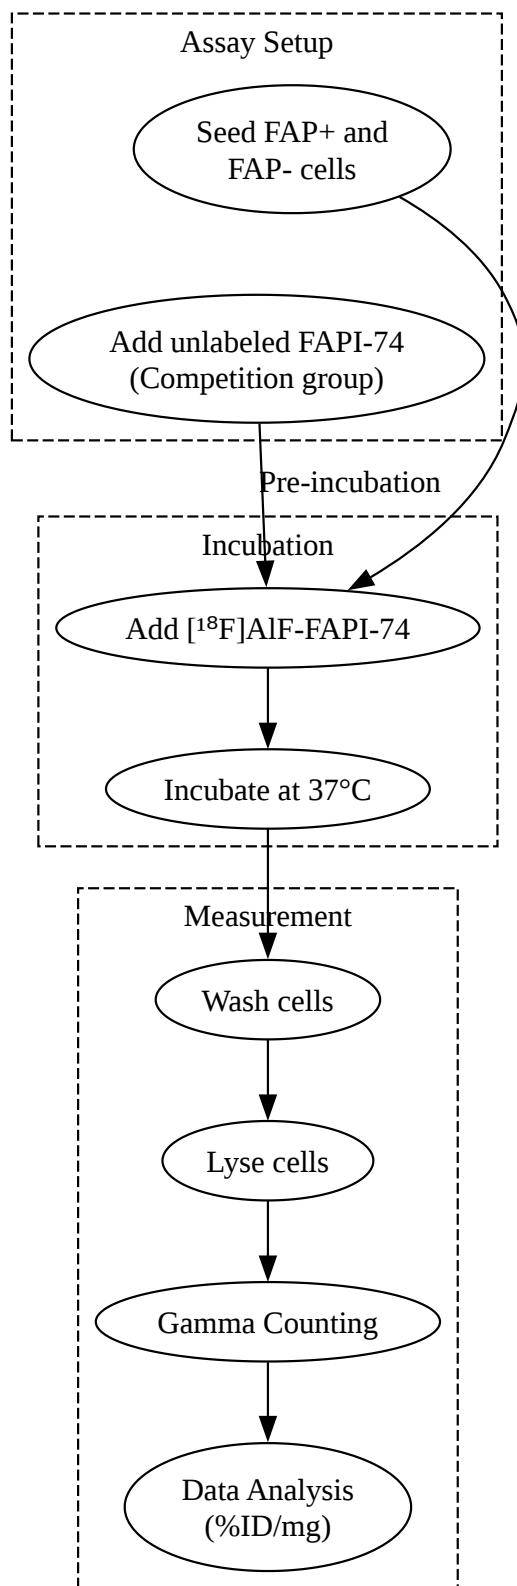 Assay Setup
Seed FAP+ and
FAP- cells
Add unlabeled FAPI-74
(Competition group)
Pre-incubation
Incubation
Add [¹⁸F]AlF-FAPI-74
Incubate at 37°C
Measurement
Wash cells
Lyse cells
Gamma Counting
Data Analysis
(%ID/mg)